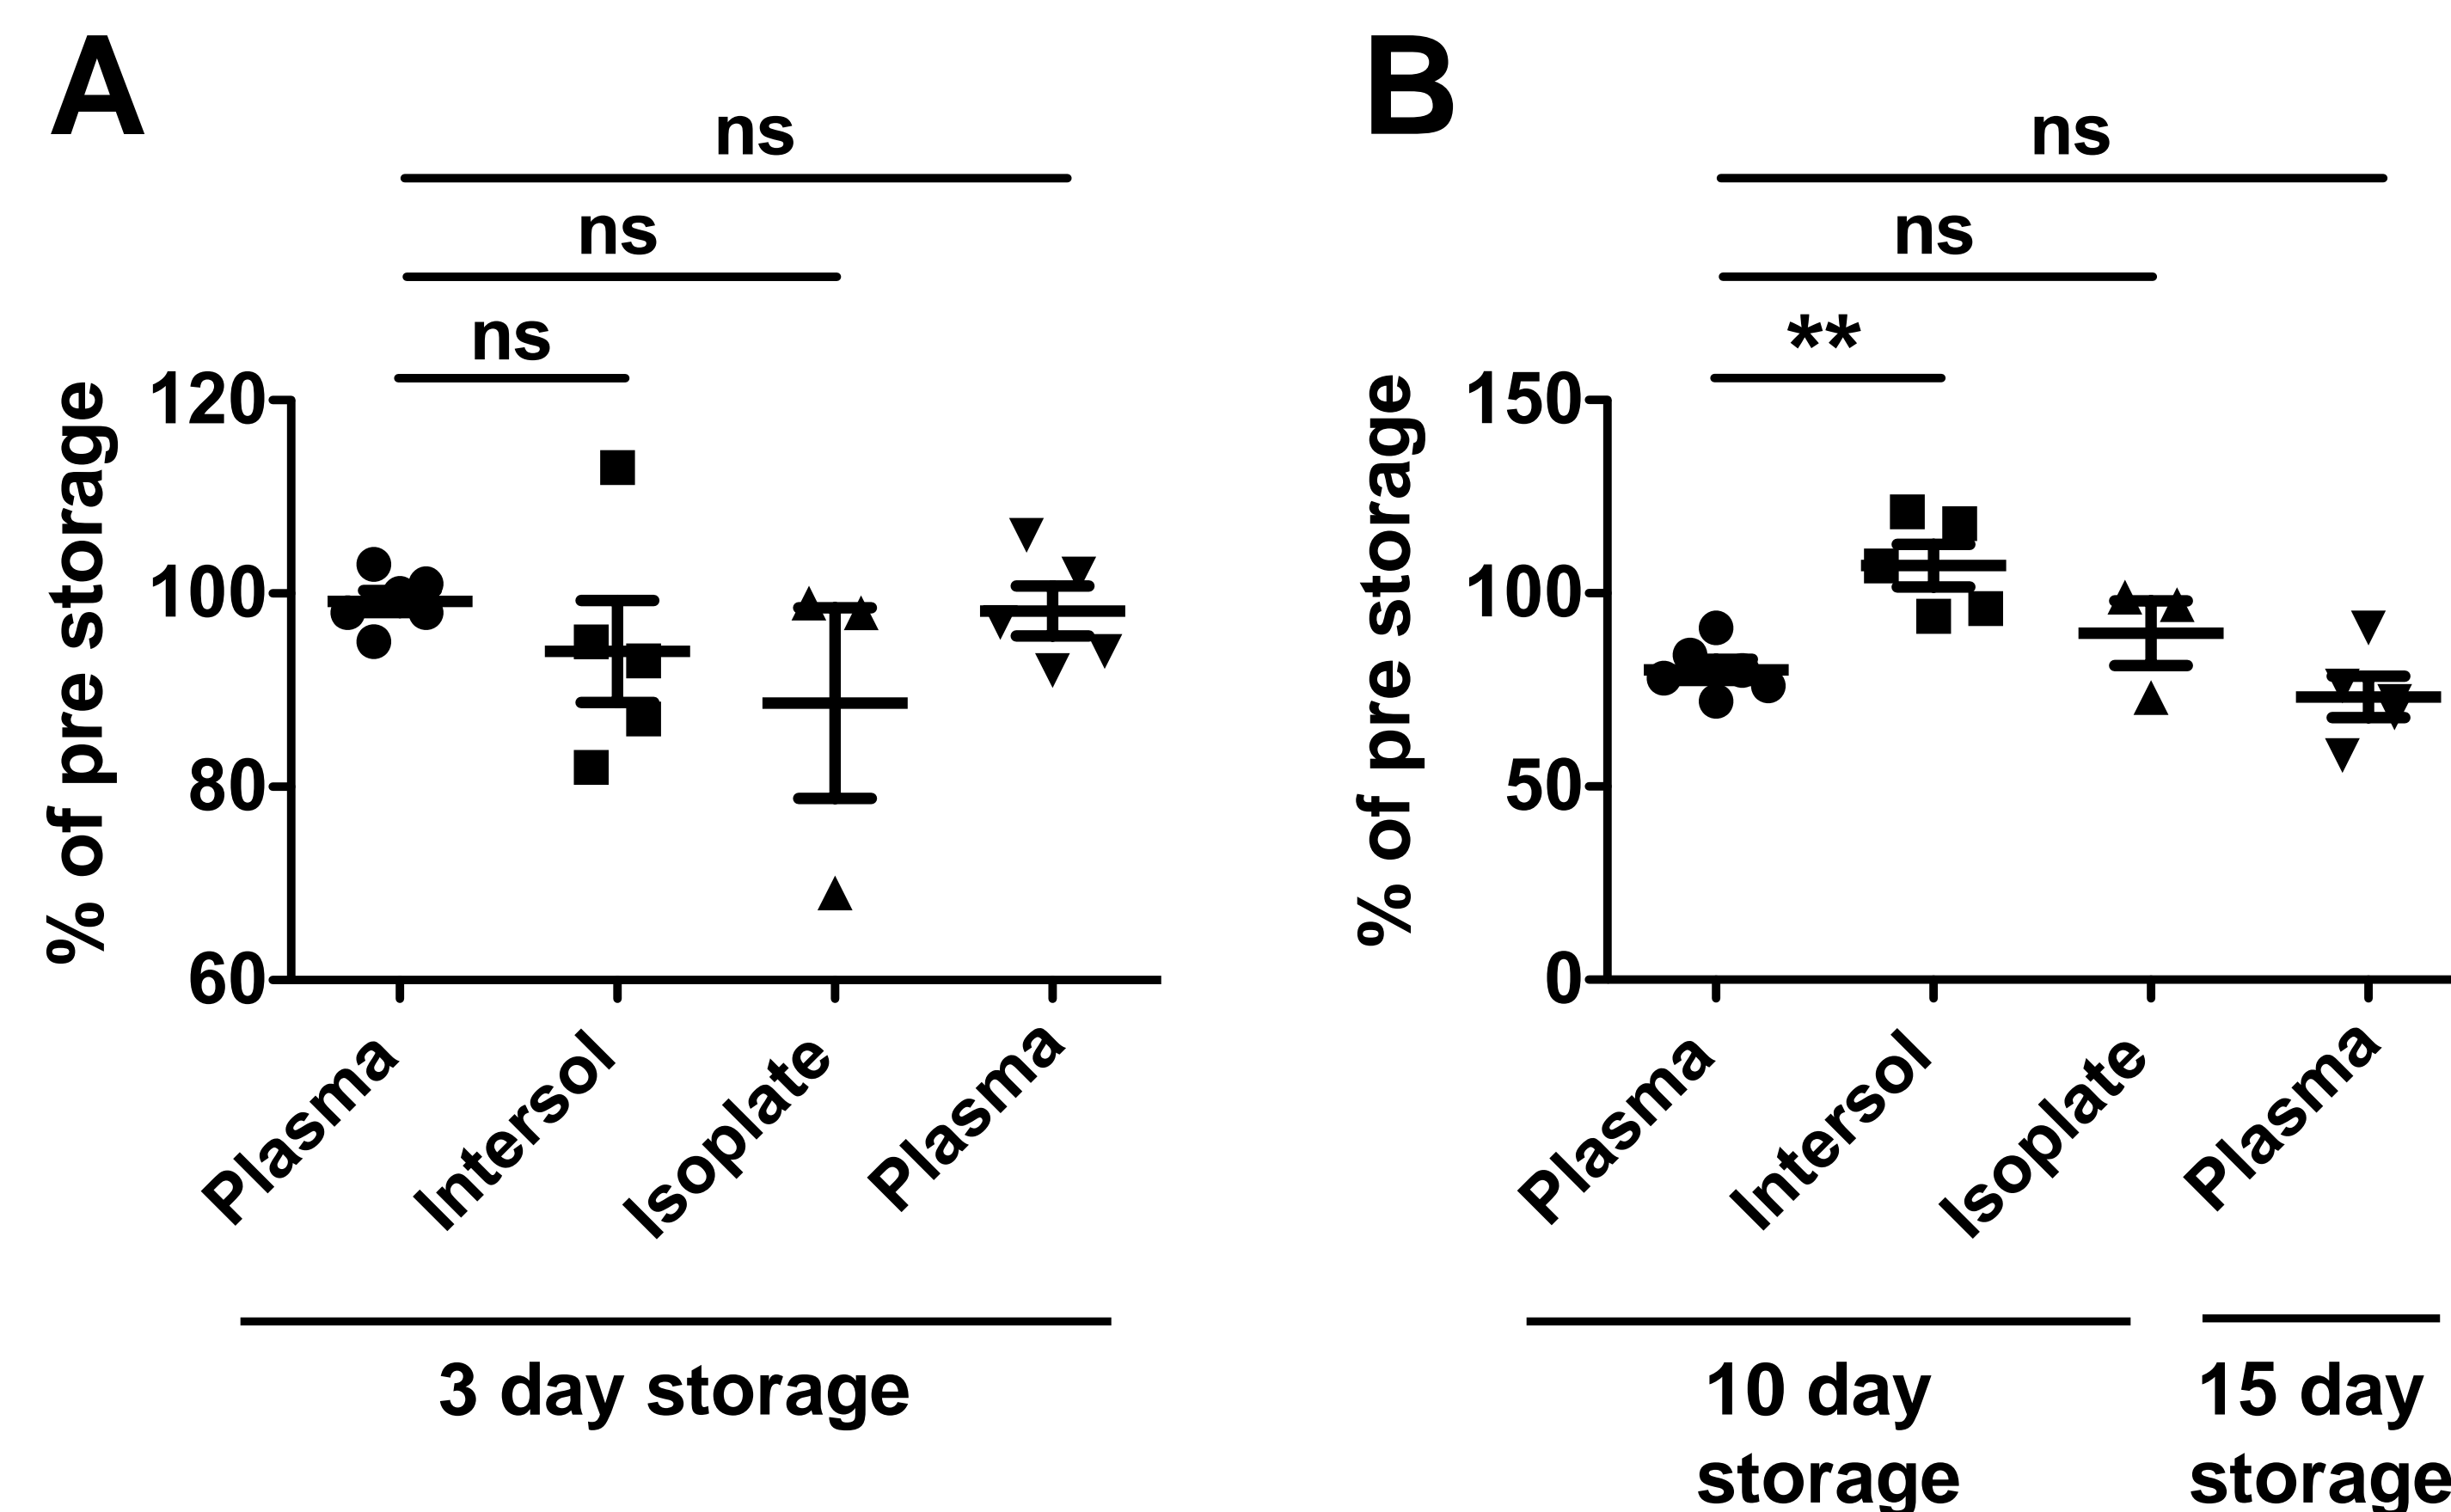 A
ns
ns
ns
% of pre storage
120
100
80
60
Plasma
Intersol
Isoplate
Plasma
3 day storage
B
ns
ns
**
% of pre storage
150
100
50
0
Plasma
Intersol
Isoplate
Plasma
10 day
storage
15 day
storage